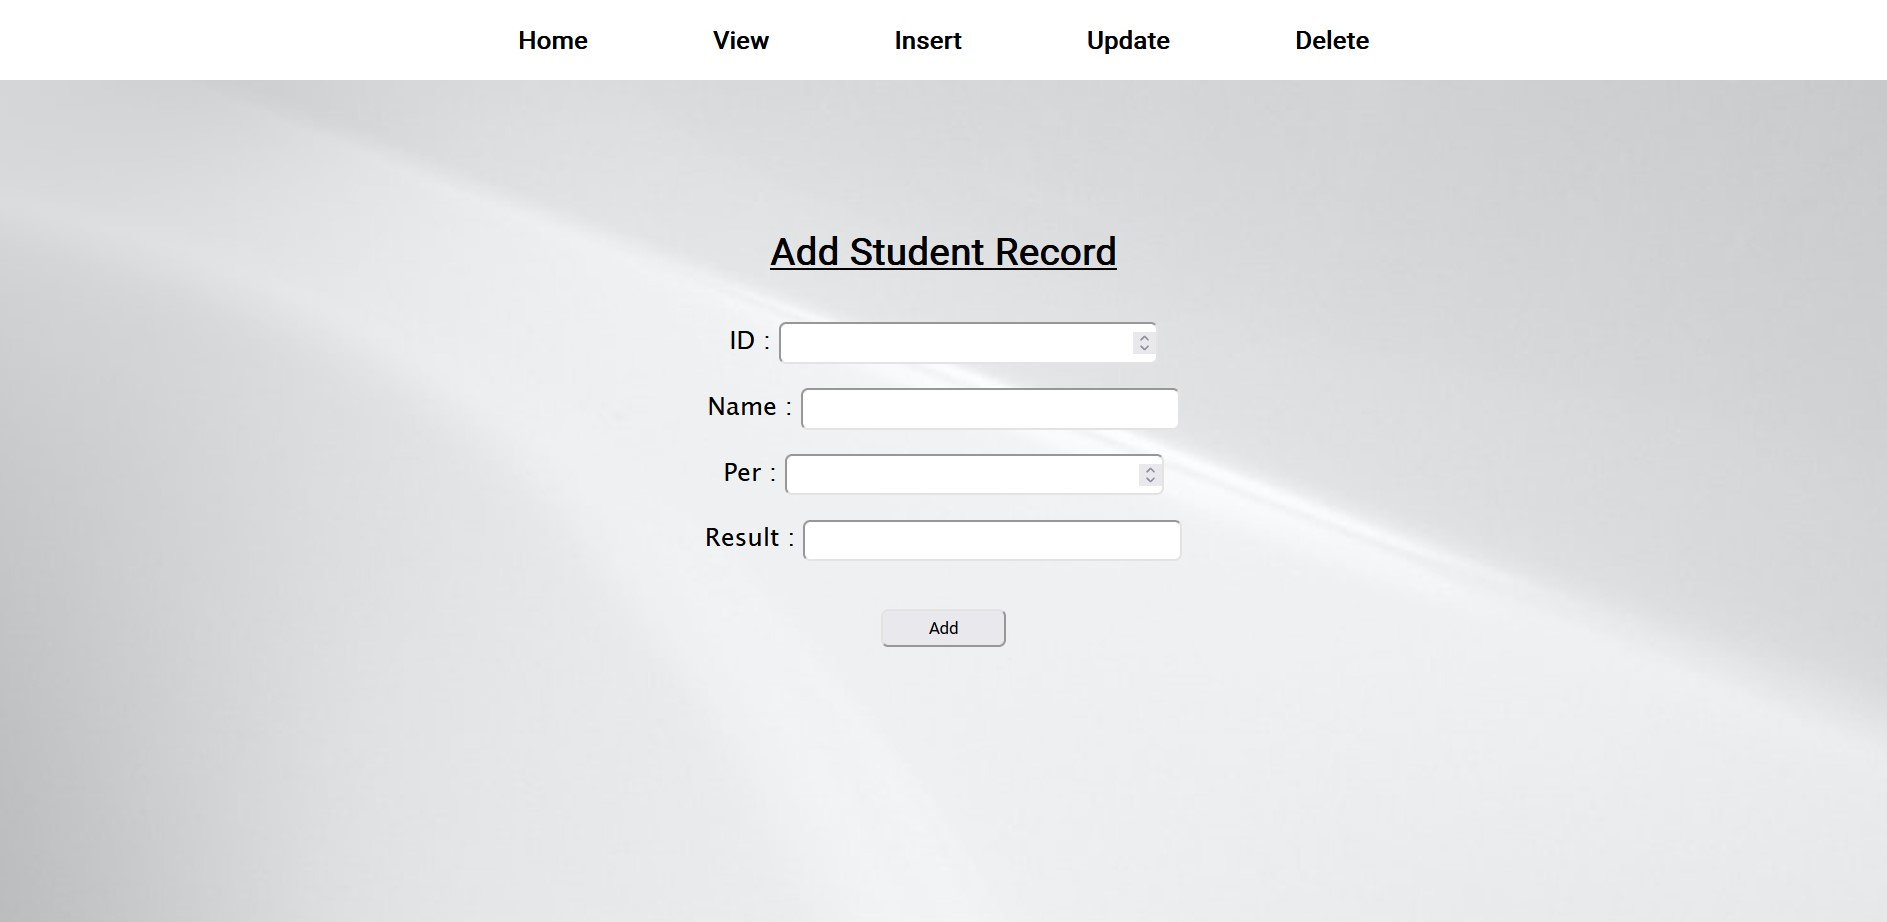 Home View Insert Update Delete
Add Student Record
ID :
Name :
Per :
Result :
Add